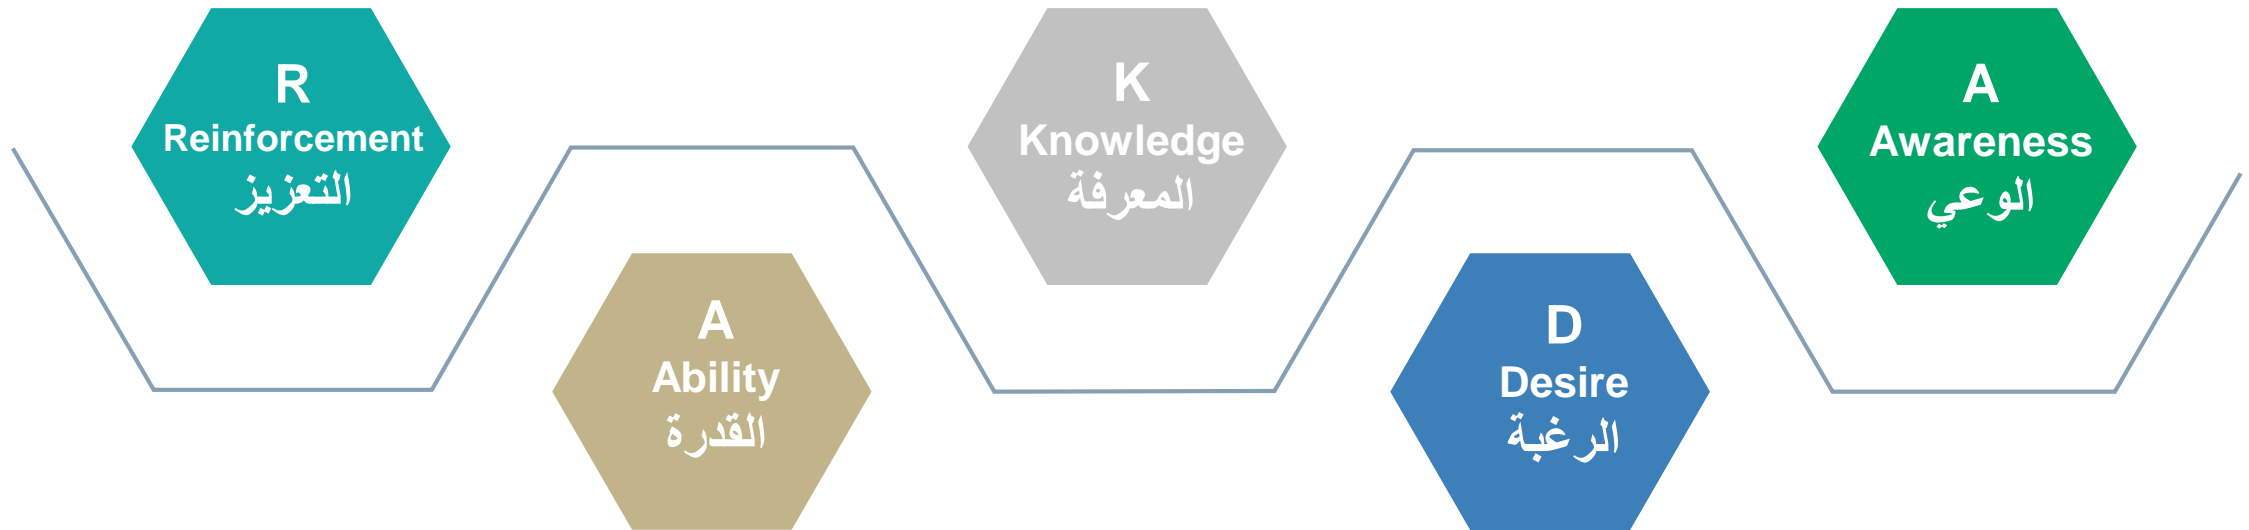 A
Awareness
الوعي
D
Desire
الرغبة
K
Knowledge
المعرفة
A
Ability
القدرة
R
Reinforcement
التعزيز